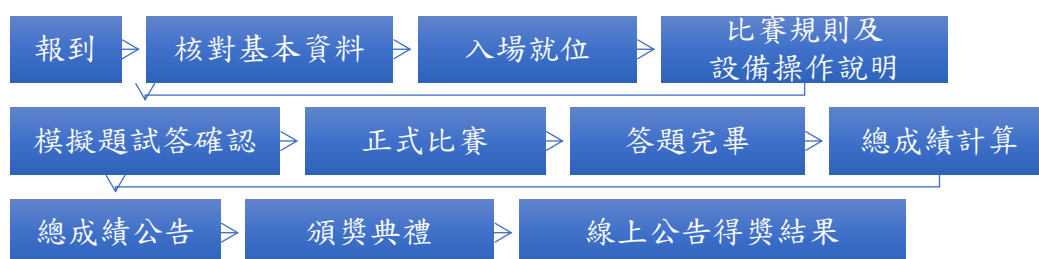 報到
核對基本資料
入場就位
比賽規則及
設備操作說明
模擬題試答確認
正式比賽
答題完畢
總成績計算
總成績公告
頒獎典禮
線上公告得獎結果